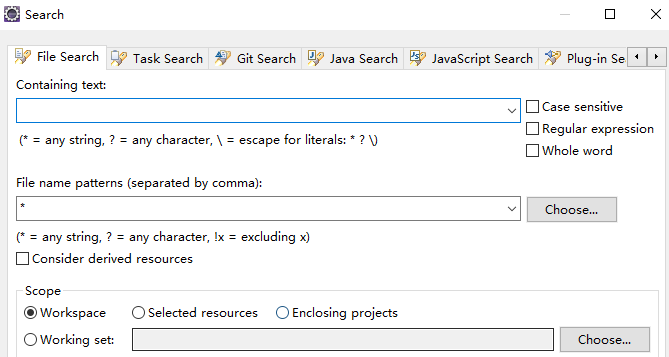 Search
File Search Task Search Git Search Java Search JavaScript Search Plug-in Se
Containing text:
Case sensitive
(* = any string, ? = any character, \ = escape for literals: * ? \)
Regular expression
Whole word
File name patterns (separated by comma):
* Choose...
(* = any string, ? = any character, !x = excluding x)
Consider derived resources
Scope
Workspace Selected resources Enclosing projects
Working set: Choose...